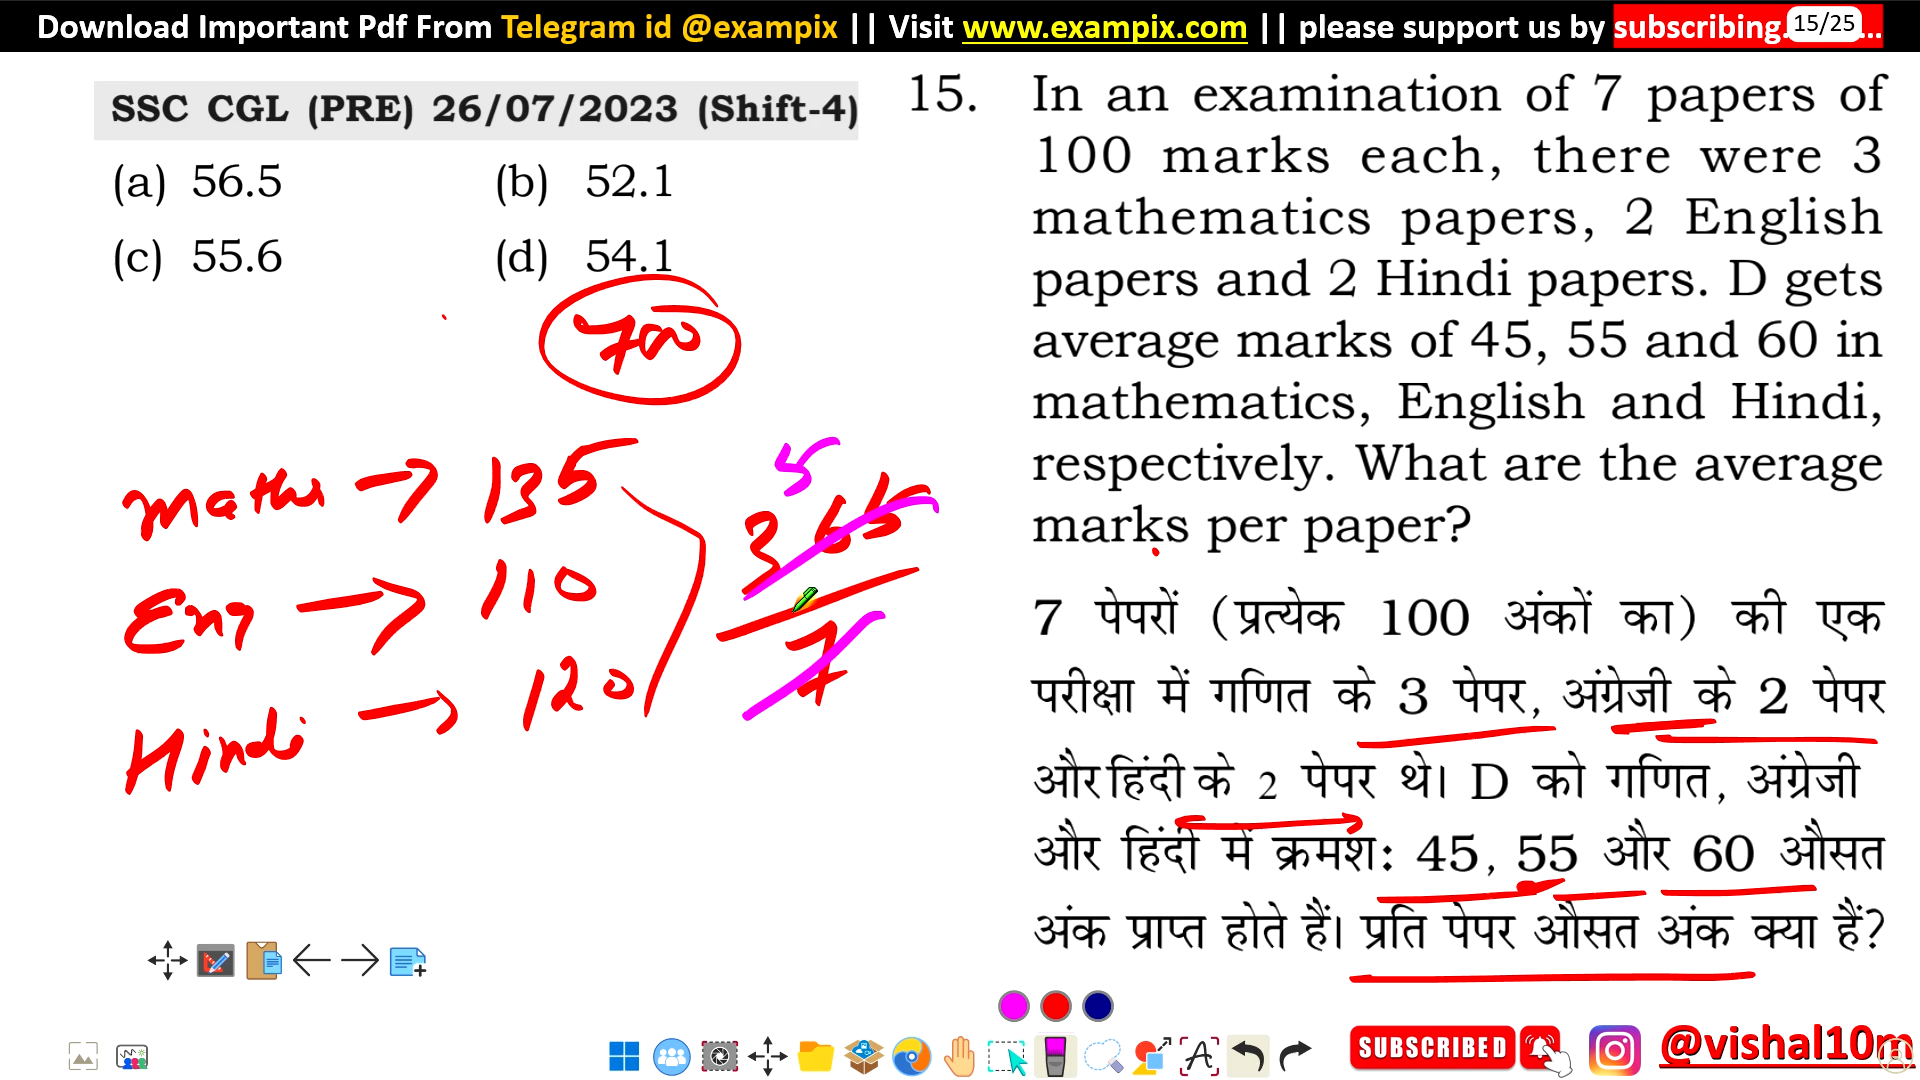 Download Important Pdf From Telegram id @exampix || Visit www.exampix.com || please support us by subscribing. 15/25 ...
SSC CGL (PRE) 26/07/2023 (Shift-4)
(a) 56.5 (b) 52.1
(c) 55.6 (d) 54.1
700
Maths → 135
Eng → 110
Hindi → 120
5
365
7
15. In an examination of 7 papers of
100 marks each, there were 3
mathematics papers, 2 English
papers and 2 Hindi papers. D gets
average marks of 45, 55 and 60 in
mathematics, English and Hindi,
respectively. What are the average
marks per paper?
7 पेपरों (प्रत्येक 100 अंकों का) की एक
परीक्षा में गणित के 3 पेपर, अंग्रेजी के 2 पेपर
और हिंदी के 2 पेपर थे। D को गणित, अंग्रेजी
और हिंदी में क्रमश: 45, 55 और 60 औसत
अंक प्राप्त होते हैं। प्रति पेपर औसत अंक क्या हैं?
SUBSCRIBED
@vishal10m